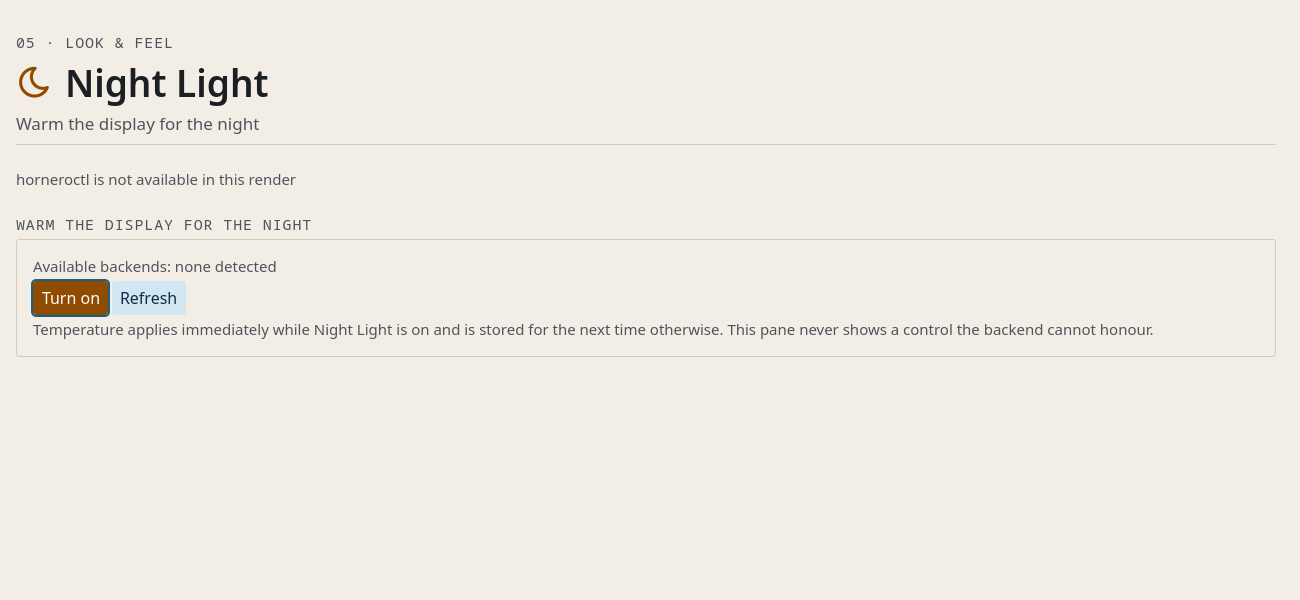 05 · LOOK & FEEL
Night Light
Warm the display for the night
horneroctl is not available in this render
WARM THE DISPLAY FOR THE NIGHT
Available backends: none detected
Turn on Refresh
Temperature applies immediately while Night Light is on and is stored for the next time otherwise. This pane never shows a control the backend cannot honour.